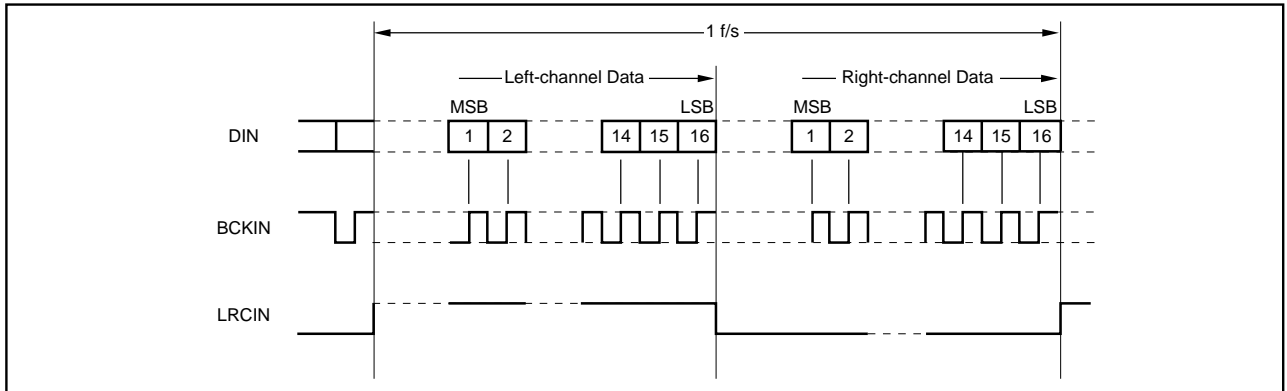 1 f/s
Left-channel Data
Right-channel Data
MSB
LSB
MSB
LSB
DIN
1 2 14 15 16 1 2 14 15 16
BCKIN
LRCIN